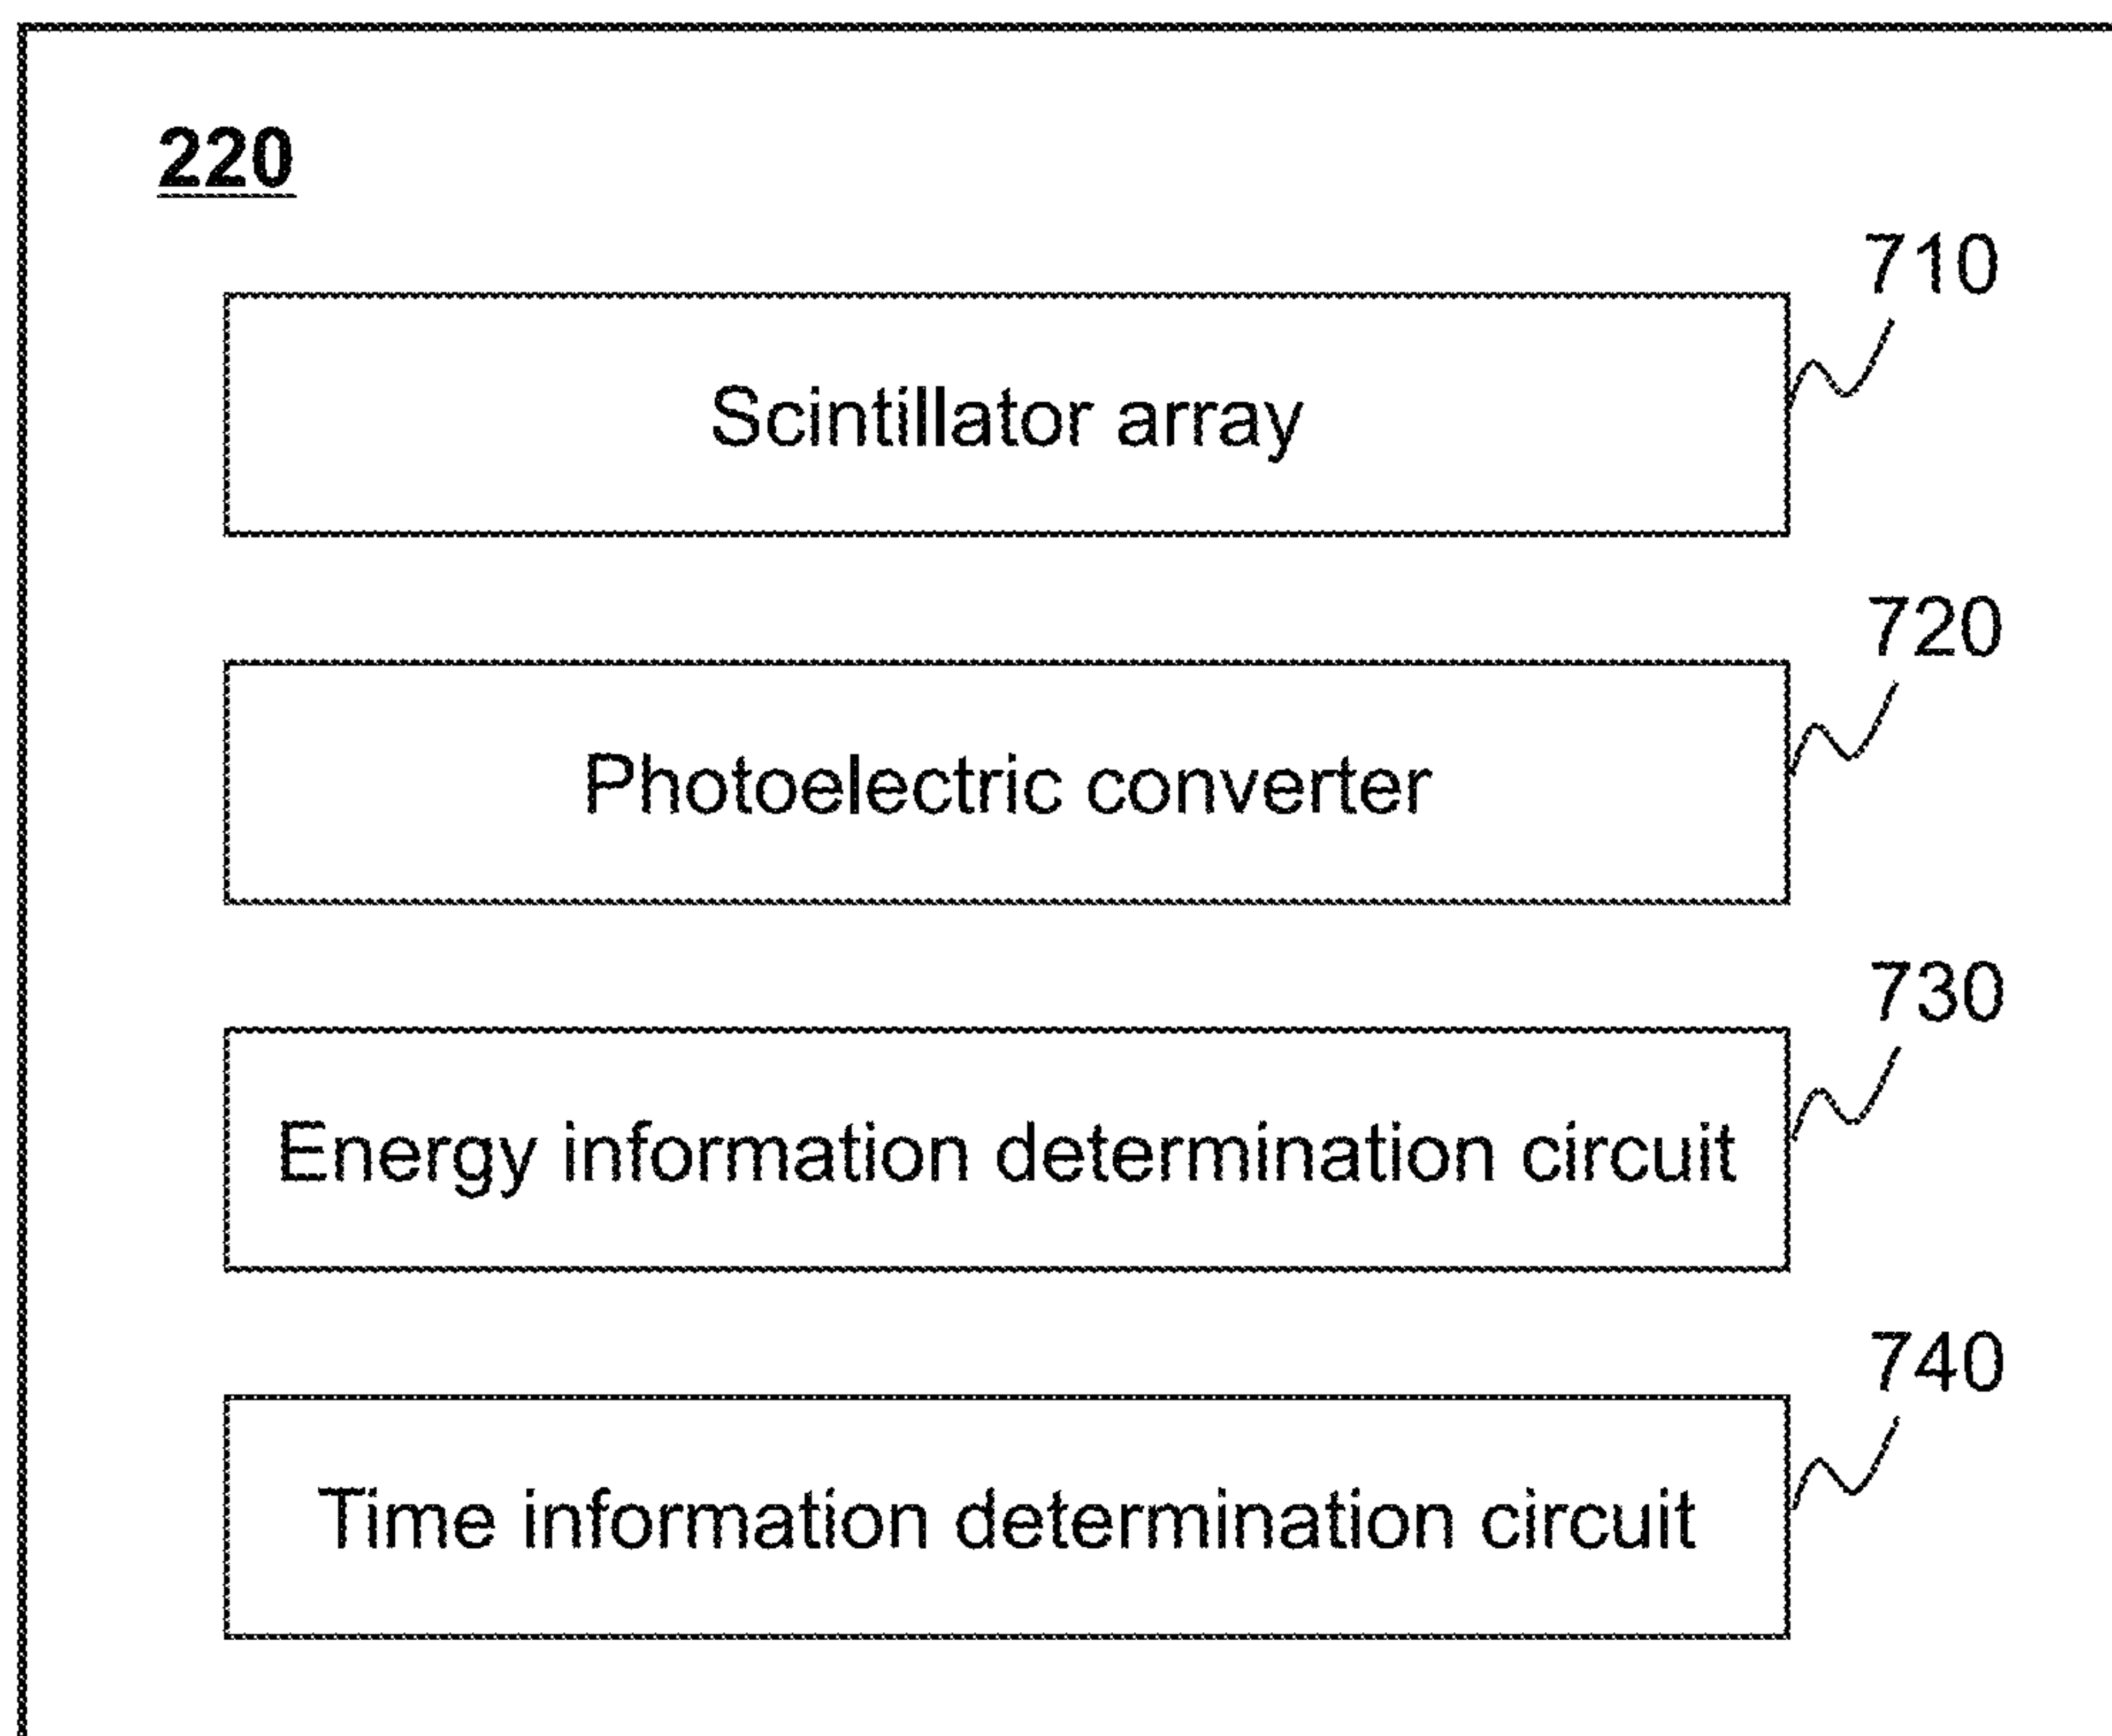 220
710
Scintillator array
720
Photoelectric converter
730
Energy information determination circuit
740
Time information determination circuit